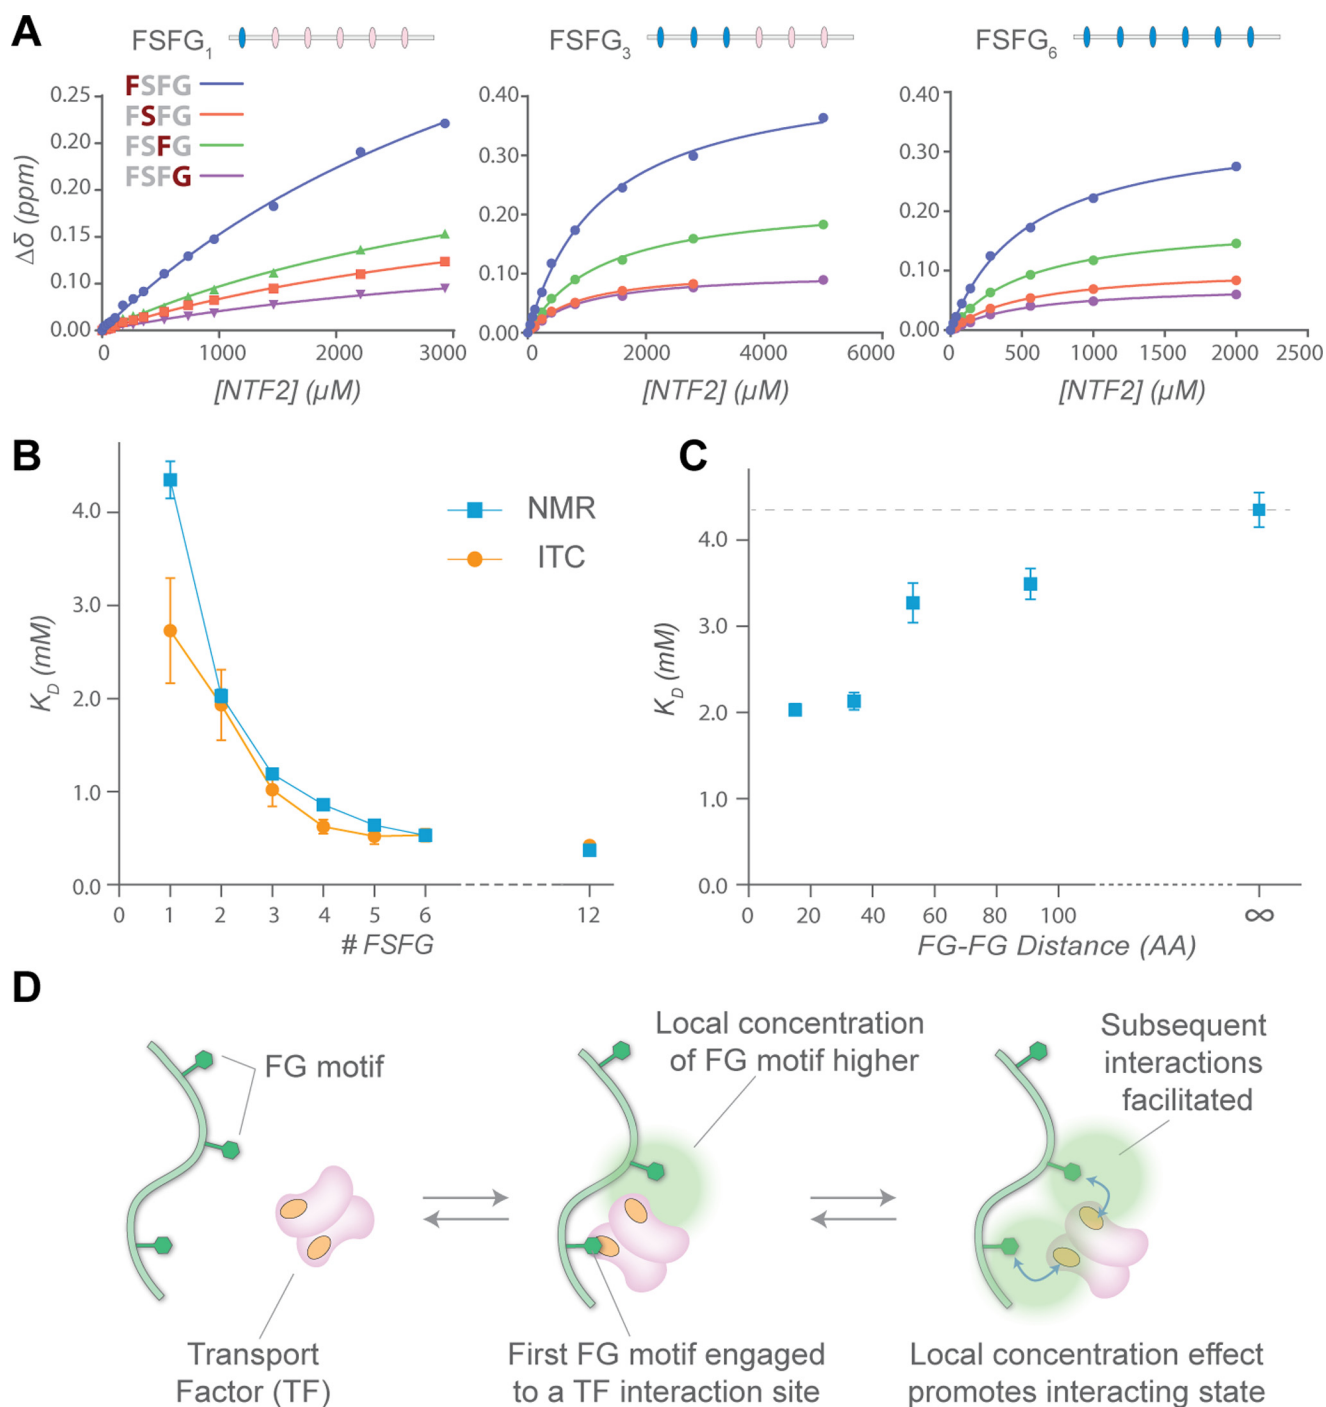 A
FSFG1
FSFG3
FSFG6
FSFG
FSFG
FSFG
FSFG
Δδ (ppm)
0.25
0.20
0.20
0.15
0.10
0.00
0 1000 2000 3000
[NTF2] (μM)
0.40
0.30
0.20
0.10
0.00
0 2000 4000 6000
[NTF2] (μM)
0.40
0.30
0.20
0.10
0.00
0 500 1000 1500 2000 2500
[NTF2] (μM)
B
KD (mM)
4.0
3.0
2.0
1.0
0.0
0 1 2 3 4 5 6 12
# FSFG
NMR
ITC
C
KD (mM)
4.0
3.0
2.0
1.0
0.0
0 20 40 60 80 100 ∞
FG-FG Distance (AA)
D
FG motif
Transport
Factor (TF)
Local concentration
of FG motif higher
First FG motif engaged
to a TF interaction site
Subsequent
interactions
facilitated
Local concentration effect
promotes interacting state